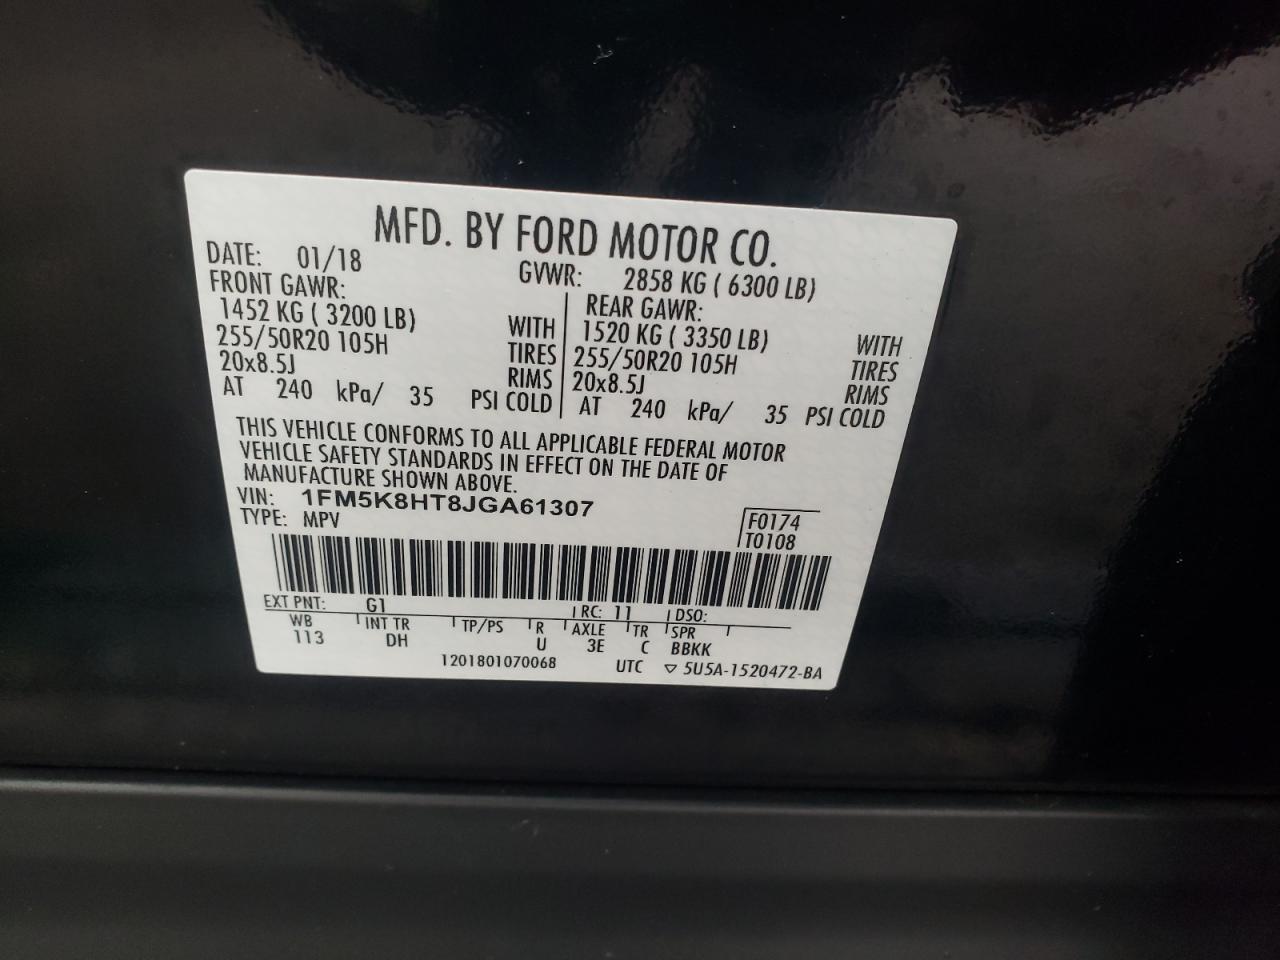 MFD. BY FORD MOTOR CO.
DATE: 01/18 GVWR: 2858 KG ( 6300 LB)
FRONT GAWR: REAR GAWR:
1452 KG ( 3200 LB) WITH 1520 KG ( 3350 LB) WITH
255/50R20 105H TIRES 255/50R20 105H TIRES
20x8.5J RIMS 20x8.5J RIMS
AT 240 kPa/ 35 PSI COLD AT 240 kPa/ 35 PSI COLD
THIS VEHICLE CONFORMS TO ALL APPLICABLE FEDERAL MOTOR
VEHICLE SAFETY STANDARDS IN EFFECT ON THE DATE OF
MANUFACTURE SHOWN ABOVE.
VIN: 1FM5K8HT8JGA61307
TYPE: MPV
F0174
T0108
EXT PNT: G1 RC: 11 DSO:
WB INT TR TP/PS R AXLE TR SPR
113 DH U 3E C BBKK
1201801070068 UTC ▽ 5U5A-1520472-BA